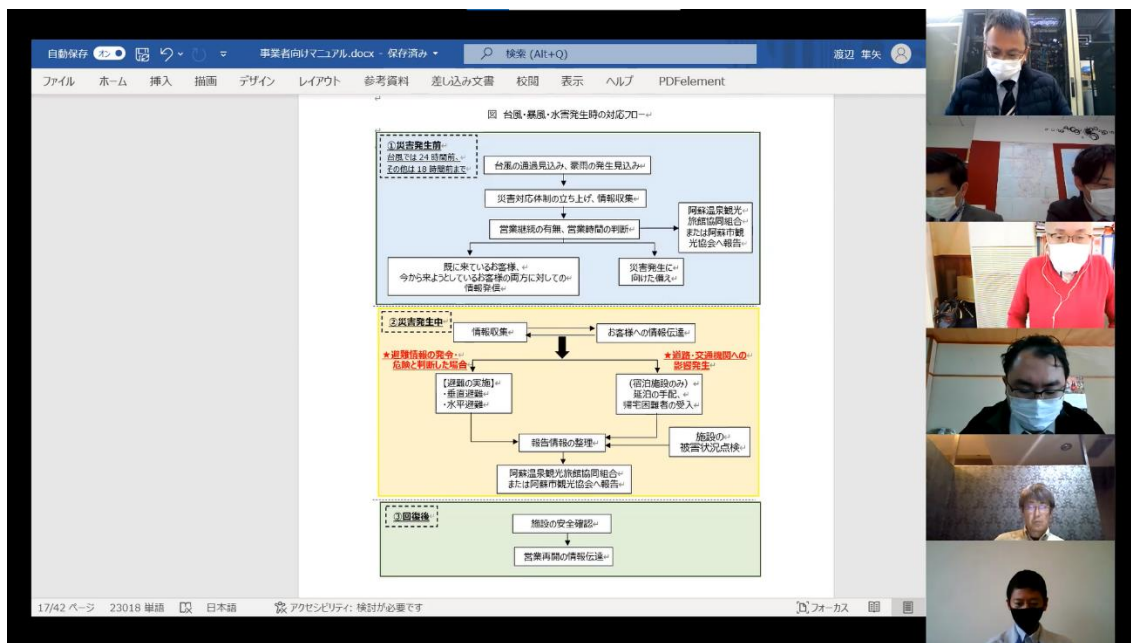 自動保存 オン 事業者向けマニュアル.docx - 保存済み 検索 (Alt+Q) 渡辺 隼矢
ファイル ホーム 挿入 描画 デザイン レイアウト 参考資料 差し込み文書 校閲 表示 ヘルプ PDFelement
図 台風・暴風・水害発生時の対応フロー
①災害発生前
台風では 24 時間前、
その他は 18 時間前まで
台風の通過見込み、豪雨の発生見込み
災害対応体制の立ち上げ、情報収集
営業継続の有無、営業時間の判断
阿蘇温泉観光
旅館協同組合
または阿蘇市観
光協会へ報告
既に来ているお客様、
今から来ようとしているお客様の両方に対しての
情報発信
災害発生に
向けた備え
②災害発生中
情報収集
お客様への情報伝達
★避難情報の発令・
危険と判断した場合
★道路・交通機関への
影響発生
【避難の実施】
・垂直避難
・水平避難
(宿泊施設のみ)
延泊の手配、
帰宅困難者の受入
報告情報の整理
施設の
被害状況点検
阿蘇温泉観光旅館協同組合
または阿蘇市観光協会へ報告
③回復後
施設の安全確認
営業再開の情報伝達
17/42 ページ 23018 単語 日本語 アクセシビリティ: 検討が必要です フォーカス